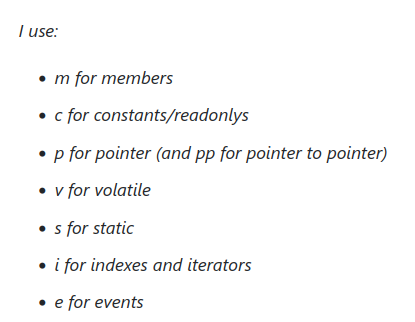 I use:
• m for members
• c for constants/readonlys
• p for pointer (and pp for pointer to pointer)
• v for volatile
• s for static
• i for indexes and iterators
• e for events